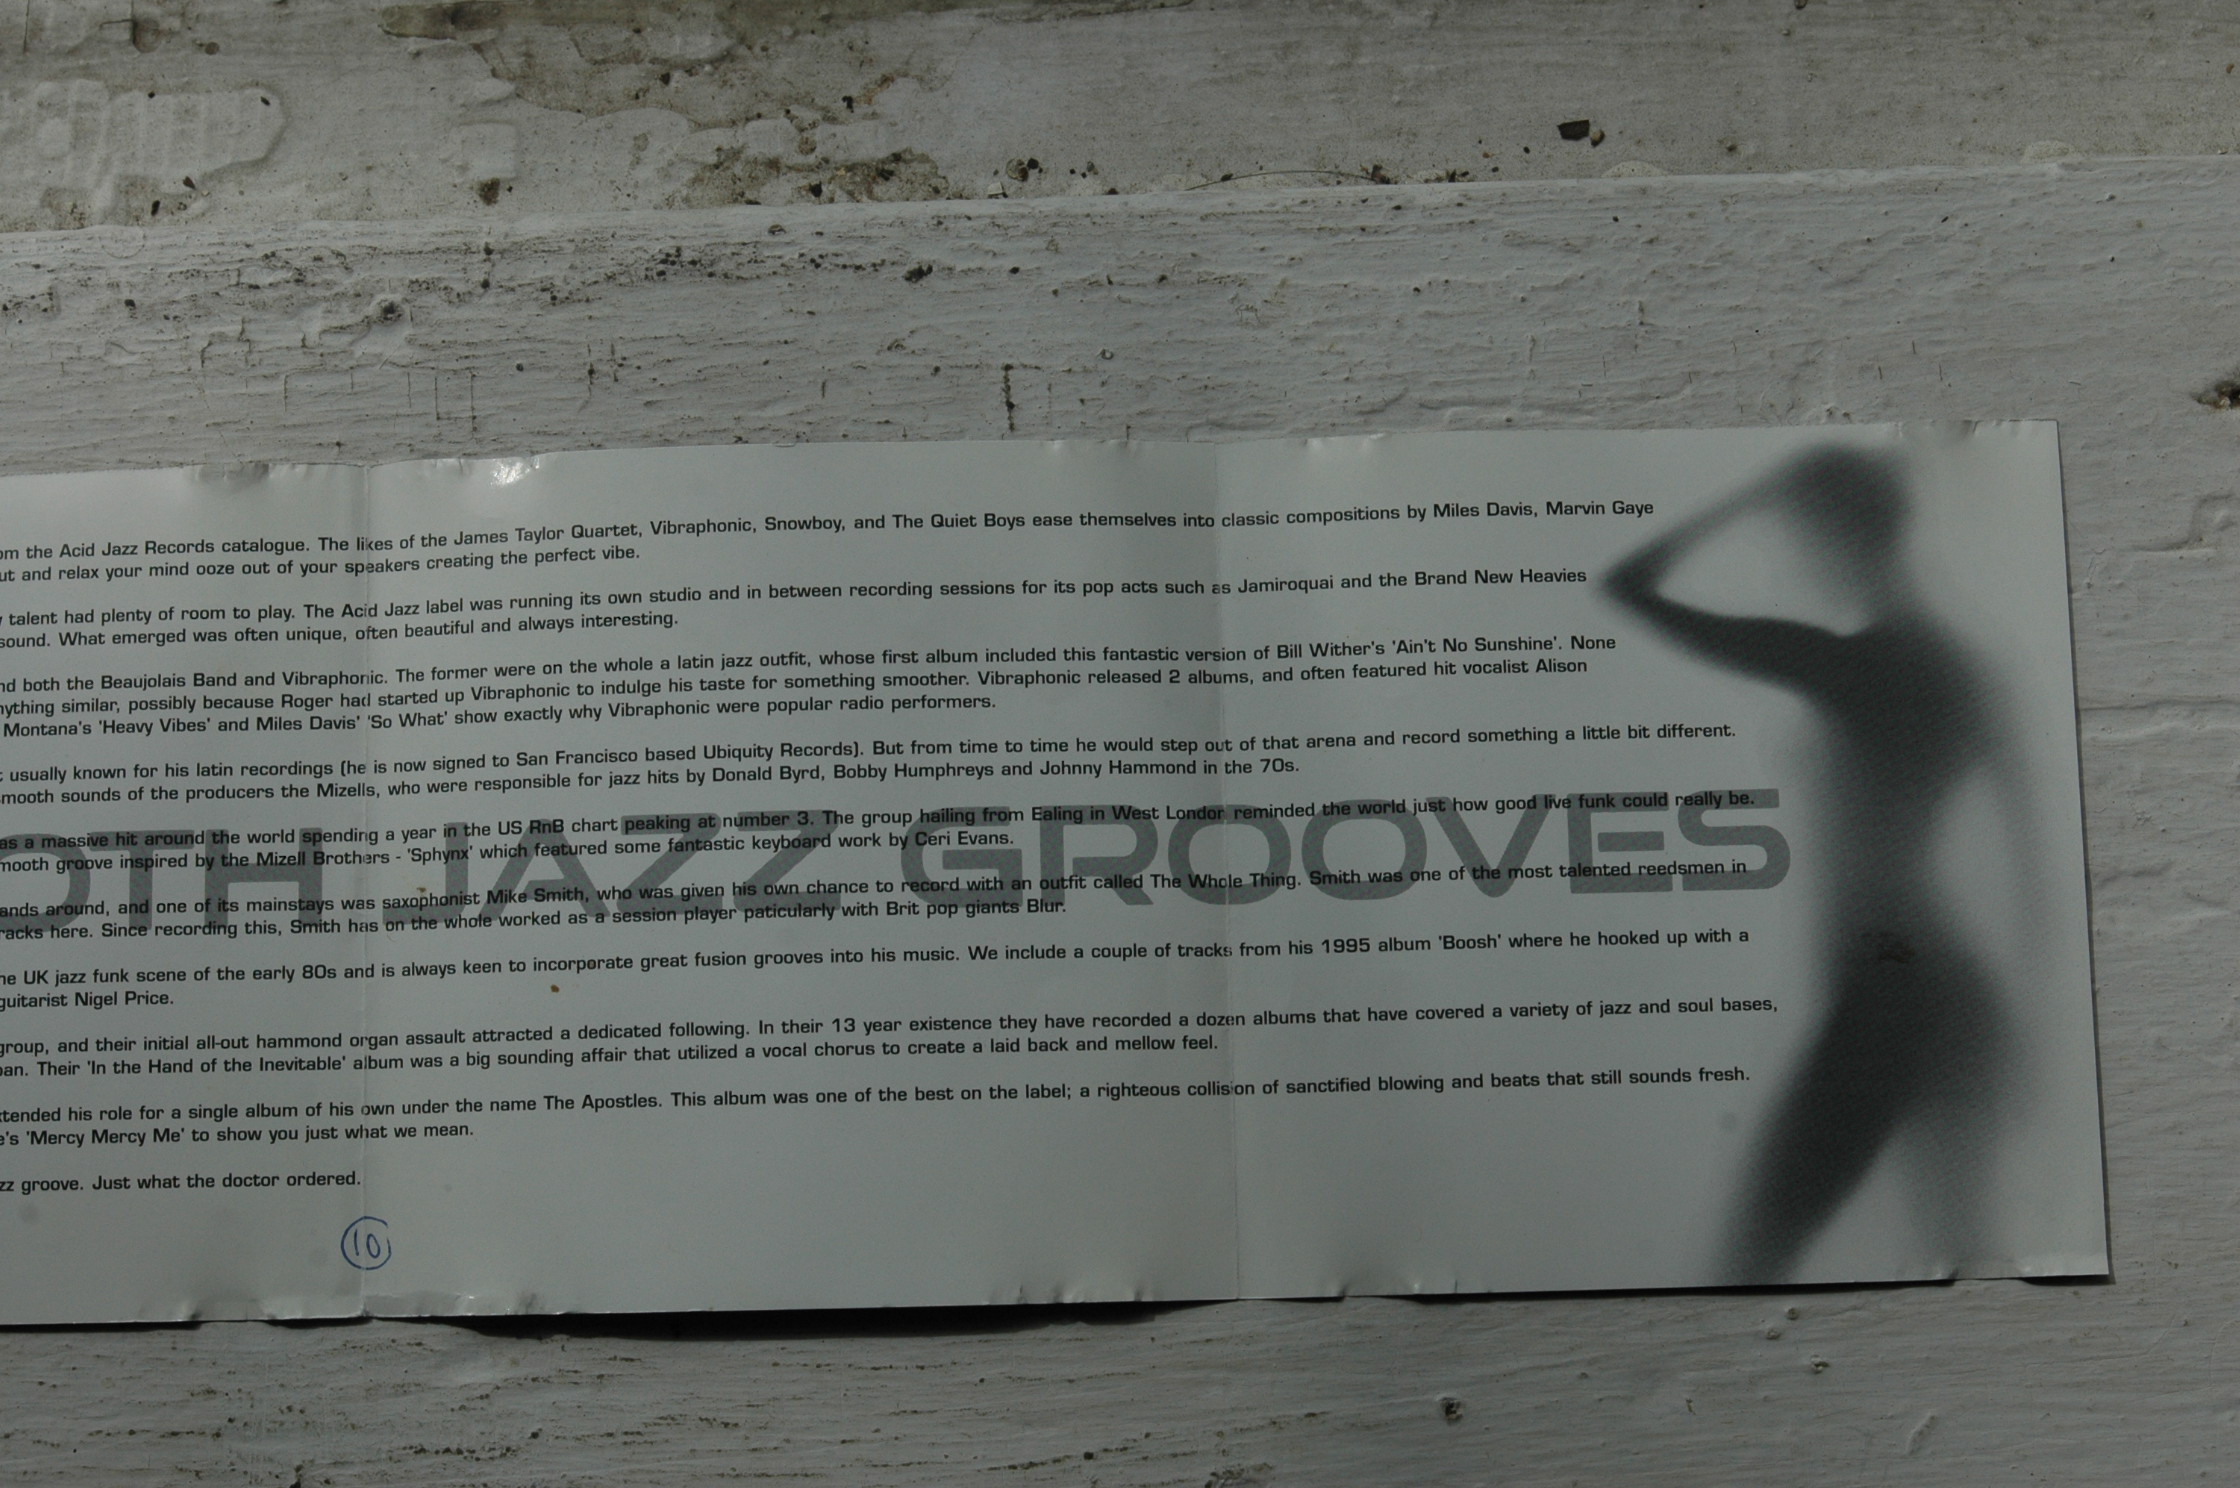 om the Acid Jazz Records catalogue. The likes of the James Taylor Quartet, Vibraphonic, Snowboy, and The Quiet Boys ease themselves into classic compositions by Miles Davis, Marvin Gaye
ut and relax your mind ooze out of your speakers creating the perfect vibe.
talent had plenty of room to play. The Acid Jazz label was running its own studio and in between recording sessions for its pop acts such as Jamiroquai and the Brand New Heavies
sound. What emerged was often unique, often beautiful and always interesting.
nd both the Beaujolais Band and Vibraphonic. The former were on the whole a latin jazz outfit, whose first album included this fantastic version of Bill Wither's 'Ain't No Sunshine'. None
nything similar, possibly because Roger had started up Vibraphonic to indulge his taste for something smoother. Vibraphonic released 2 albums, and often featured hit vocalist Alison
Montana's 'Heavy Vibes' and Miles Davis' 'So What' show exactly why Vibraphonic were popular radio performers.
usually known for his latin recordings (he is now signed to San Francisco based Ubiquity Records). But from time to time he would step out of that arena and record something a little bit different.
mooth sounds of the producers the Mizells, who were responsible for jazz hits by Donald Byrd, Bobby Humphreys and Johnny Hammond in the 70s.
OTH JAZZ GROOVES
as a massive hit around the world spending a year in the US RnB chart peaking at number 3. The group hailing from Ealing in West London reminded the world just how good live funk could really be.
mooth groove inspired by the Mizell Brothers - 'Sphynx' which featured some fantastic keyboard work by Ceri Evans.
ands around, and one of its mainstays was saxophonist Mike Smith, who was given his own chance to record with an outfit called The Whole Thing. Smith was one of the most talented reedsmen in
racks here. Since recording this, Smith has on the whole worked as a session player paticularly with Brit pop giants Blur.
he UK jazz funk scene of the early 80s and is always keen to incorporate great fusion grooves into his music. We include a couple of tracks from his 1995 album 'Boosh' where he hooked up with a
guitarist Nigel Price.
group, and their initial all-out hammond organ assault attracted a dedicated following. In their 13 year existence they have recorded a dozen albums that have covered a variety of jazz and soul bases,
pan. Their 'In the Hand of the Inevitable' album was a big sounding affair that utilized a vocal chorus to create a laid back and mellow feel.
xtended his role for a single album of his own under the name The Apostles. This album was one of the best on the label; a righteous collision of sanctified blowing and beats that still sounds fresh.
e's 'Mercy Mercy Me' to show you just what we mean.
zz groove. Just what the doctor ordered.
10